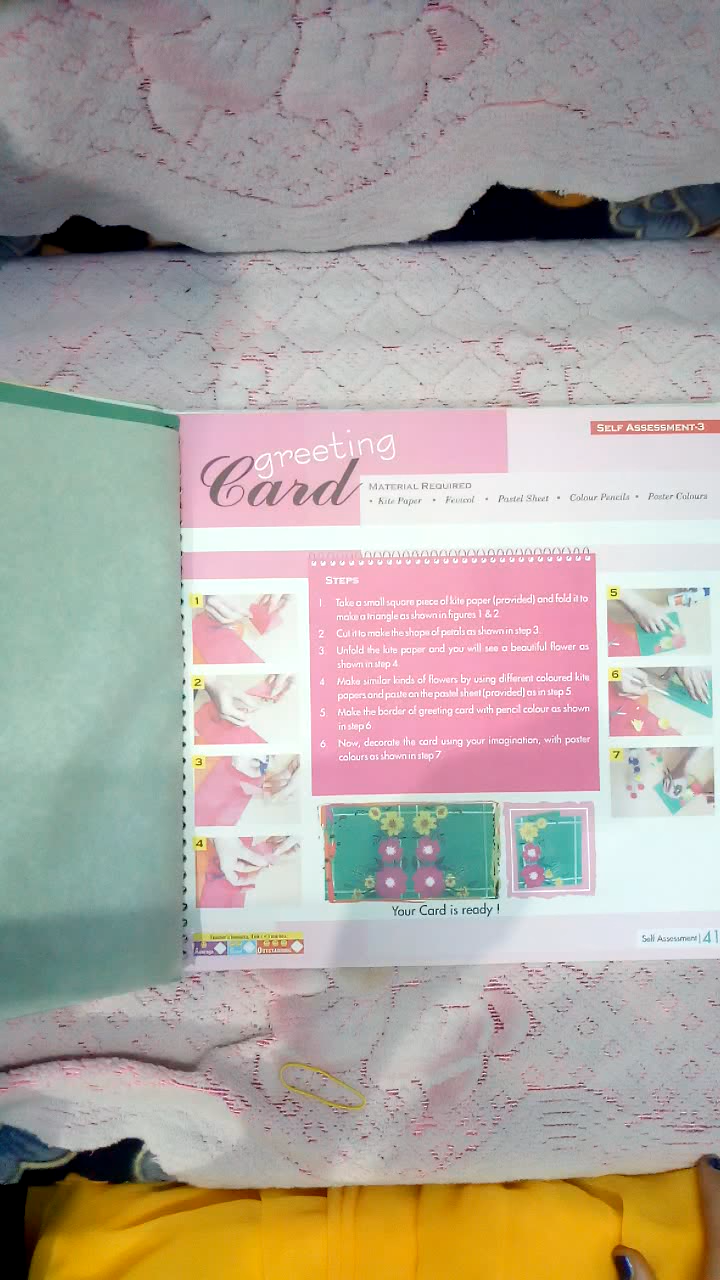 SELF ASSESSMENT-3
greeting
Card
MATERIAL REQUIRED
• Kite Paper • Fevicol • Pastel Sheet • Colour Pencils • Poster Colours
STEPS
1. Take a small square piece of kite paper (provided) and fold it to
make a triangle as shown in figures 1 & 2.
2. Cut it to make the shape of petals as shown in step 3.
3. Unfold the kite paper and you will see a beautiful flower as
shown in step 4.
4. Make similar kinds of flowers by using different coloured kite
papers and paste on the pastel sheet (provided) as in step 5.
5. Make the border of greeting card with pencil colour as shown
in step 6.
6. Now, decorate the card using your imagination, with poster
colours as shown in step 7.
1
2
3
4
5
6
7
Your Card is ready !
Average
Outstanding
Self Assessment | 41